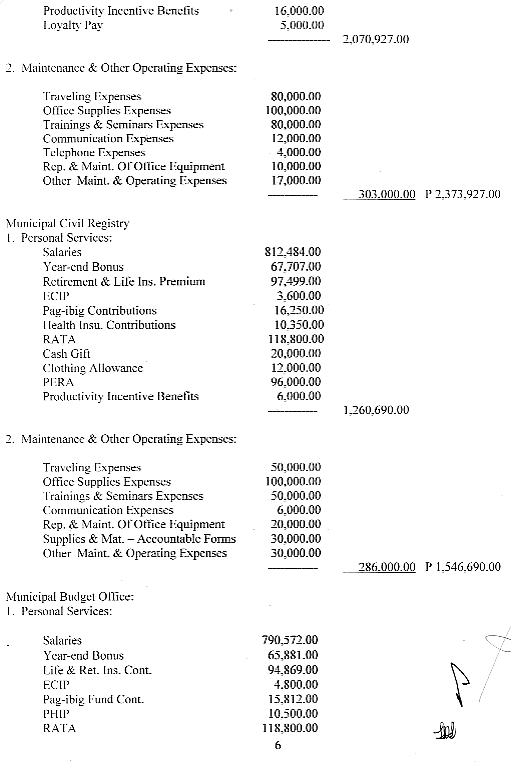 Productivity Incentive Benefits 16,000.00
Loyalty Pay 5,000.00
2,070,927.00
2. Maintenance & Other Operating Expenses:
Traveling Expenses 80,000.00
Office Supplies Expenses 100,000.00
Trainings & Seminars Expenses 80,000.00
Communication Expenses 12,000.00
Telephone Expenses 4,000.00
Rep. & Maint. Of Office Equipment 10,000.00
Other Maint. & Operating Expenses 17,000.00
303,000.00 P 2,373,927.00
Municipal Civil Registry
1. Personal Services:
Salaries 812,484.00
Year-end Bonus 67,707.00
Retirement & Life Ins. Premium 97,499.00
ECIP 3,600.00
Pag-ibig Contributions 16,250.00
Health Insu. Contributions 10,350.00
RATA 118,800.00
Cash Gift 20,000.00
Clothing Allowance 12,000.00
PERA 96,000.00
Productivity Incentive Benefits 6,000.00
1,260,690.00
2. Maintenance & Other Operating Expenses:
Traveling Expenses 50,000.00
Office Supplies Expenses 100,000.00
Trainings & Seminars Expenses 50,000.00
Communication Expenses 6,000.00
Rep. & Maint. Of Office Equipment 20,000.00
Supplies & Mat. – Accountable Forms 30,000.00
Other Maint. & Operating Expenses 30,000.00
286,000.00 P 1,546,690.00
Municipal Budget Office:
1. Personal Services:
Salaries 790,572.00
Year-end Bonus 65,881.00
Life & Ret. Ins. Cont. 94,869.00
ECIP 4,800.00
Pag-ibig Fund Cont. 15,812.00
PHIP 10,500.00
RATA 118,800.00
6